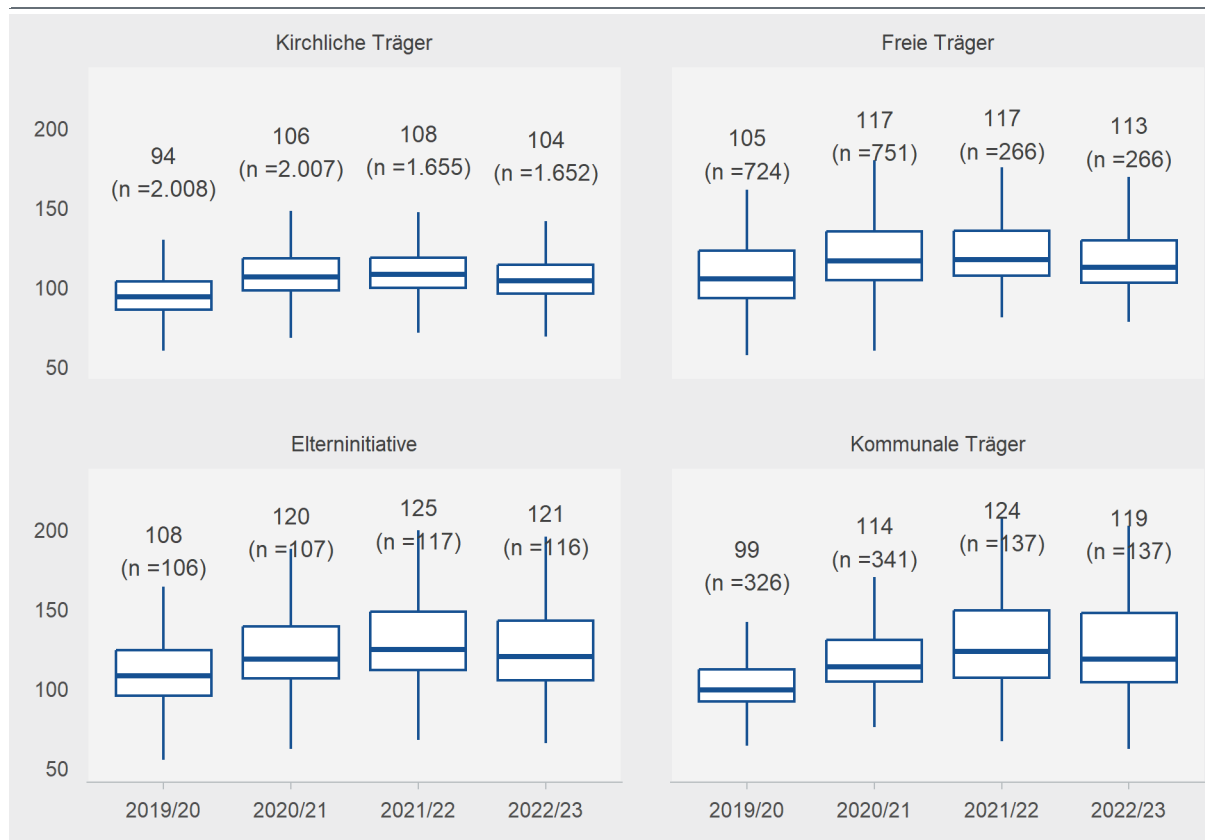 Kirchliche Träger
Freie Träger
200
150
100
50
94
(n =2.008)
106
(n =2.007)
108
(n =1.655)
104
(n =1.652)
105
(n =724)
117
(n =751)
117
(n =266)
113
(n =266)
Elterninitiative
Kommunale Träger
200
150
100
50
108
(n =106)
120
(n =107)
125
(n =117)
121
(n =116)
99
(n =326)
114
(n =341)
124
(n =137)
119
(n =137)
2019/20
2020/21
2021/22
2022/23
2019/20
2020/21
2021/22
2022/23